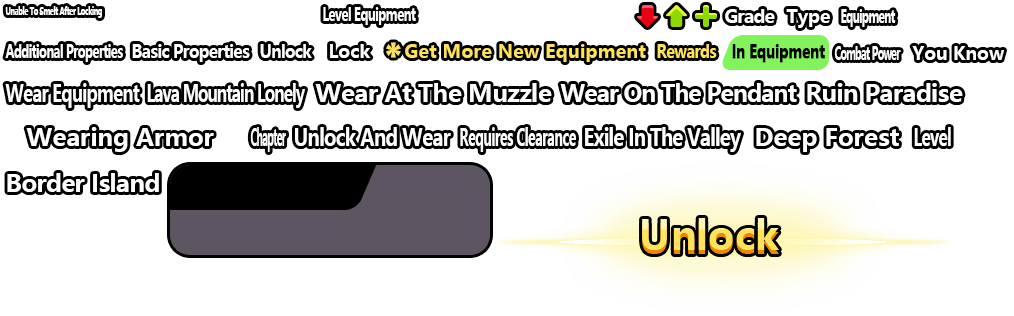 Unable To Smelt After Locking
Level Equipment
Grade Type Equipment
Additional Properties Basic Properties Unlock Lock *Get More New Equipment Rewards In Equipment Combat Power You Know
Wear Equipment Lava Mountain Lonely Wear At The Muzzle Wear On The Pendant Ruin Paradise
Wearing Armor Chapter Unlock And Wear Requires Clearance Exile In The Valley Deep Forest Level
Border Island
Unlock